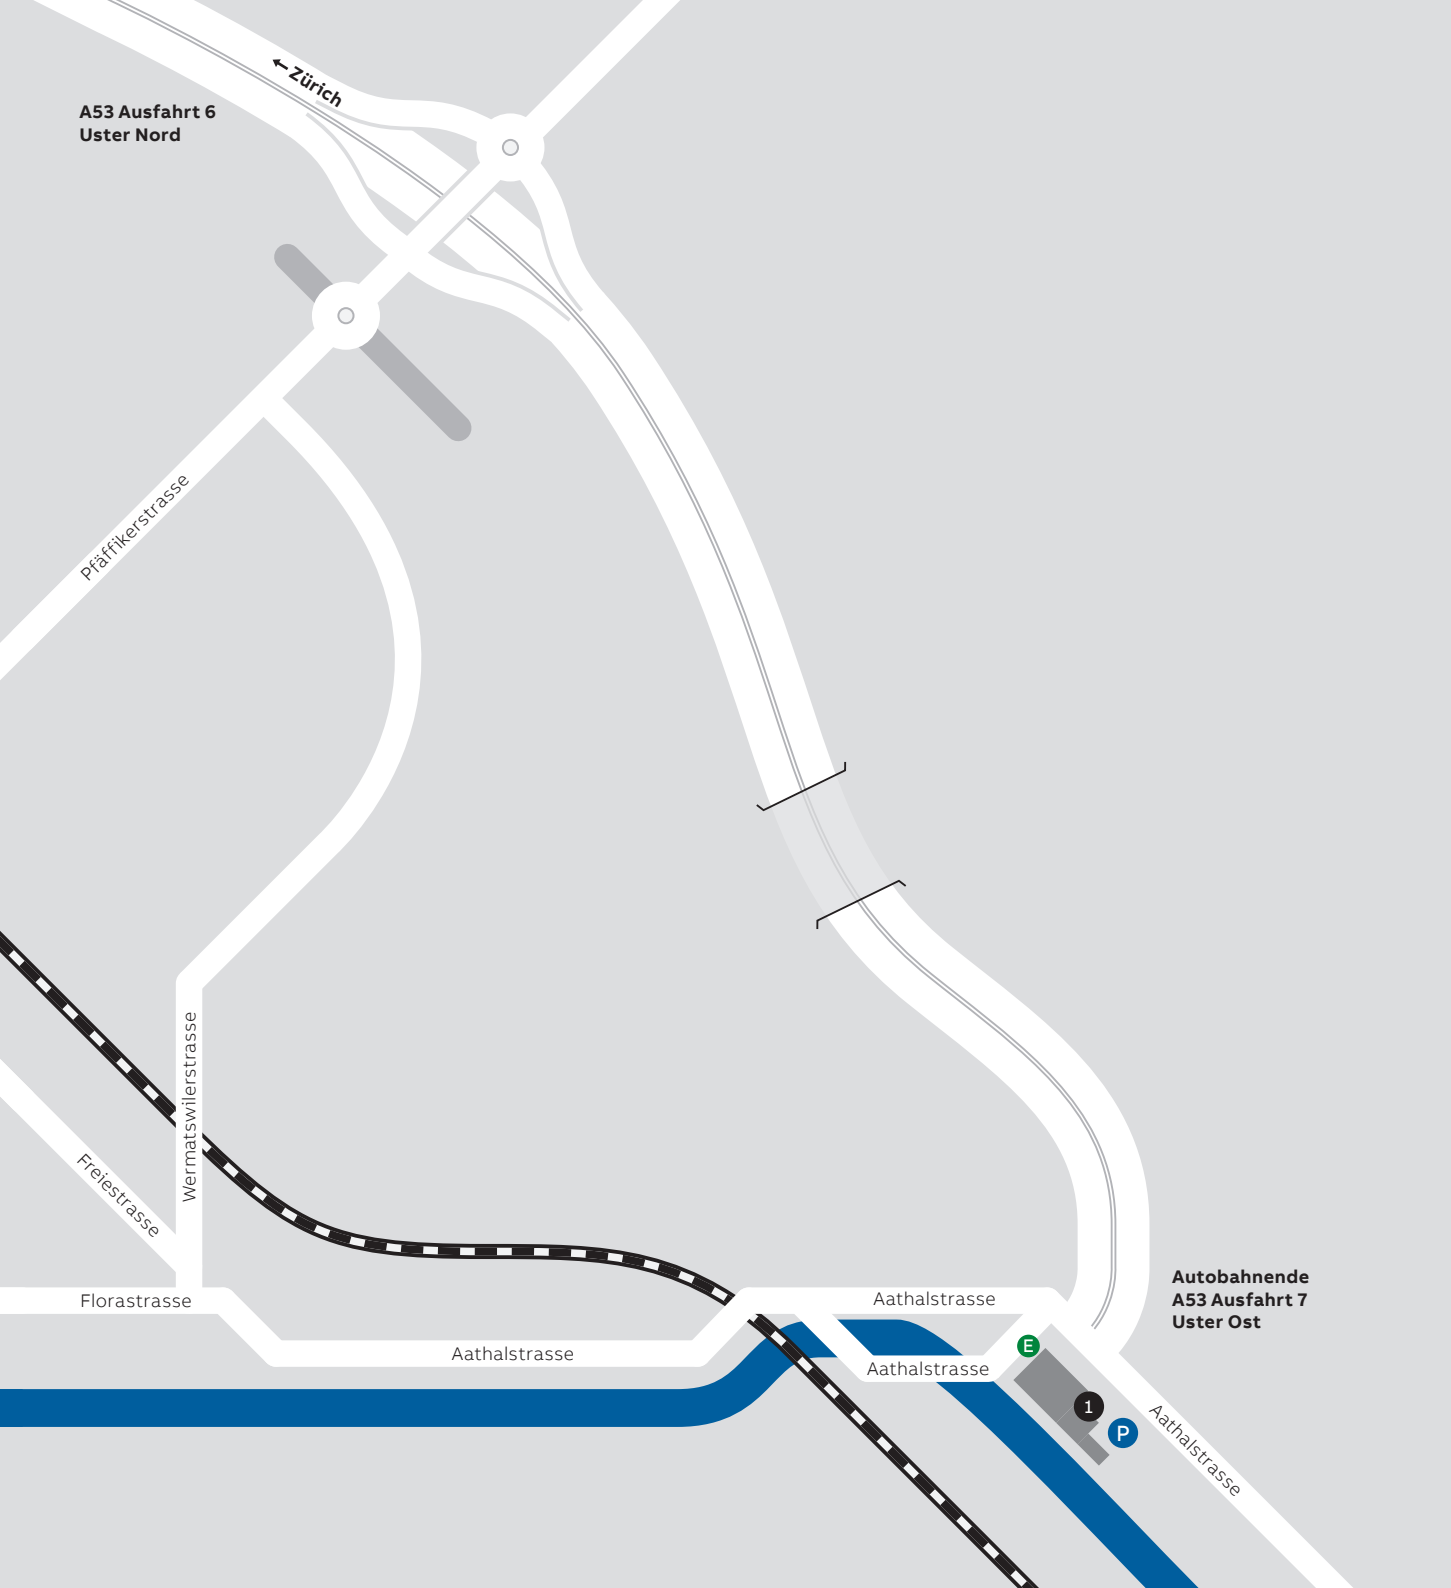 ← Zürich
A53 Ausfahrt 6
Uster Nord
Pfäffikerstrasse
Wermatswilerstrasse
Freiestrasse
Florastrasse
Aathalstrasse
Aathalstrasse
Aathalstrasse
Autobahnende
A53 Ausfahrt 7
Uster Ost
E
1
P
Aathalstrasse